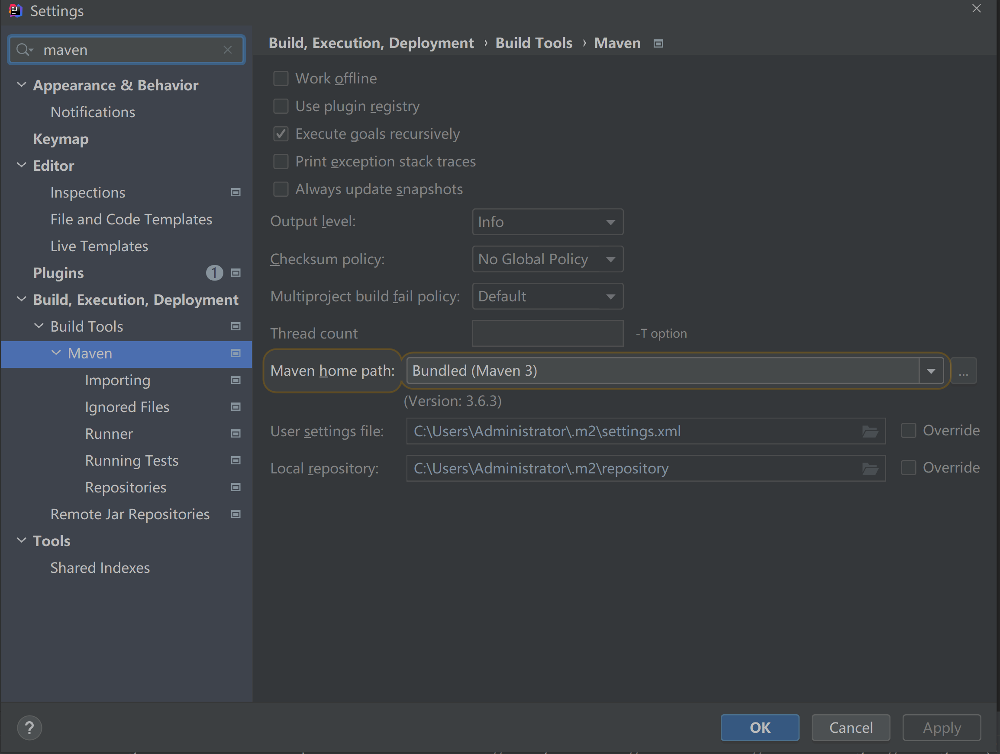 Settings
maven
Appearance & Behavior
Notifications
Keymap
Editor
Inspections
File and Code Templates
Live Templates
Plugins 1
Build, Execution, Deployment
Build Tools
Maven
Importing
Ignored Files
Runner
Running Tests
Repositories
Remote Jar Repositories
Tools
Shared Indexes
Build, Execution, Deployment › Build Tools › Maven
Work offline
Use plugin registry
Execute goals recursively
Print exception stack traces
Always update snapshots
Output level: Info
Checksum policy: No Global Policy
Multiproject build fail policy: Default
Thread count -T option
Maven home path: Bundled (Maven 3) ...
(Version: 3.6.3)
User settings file: C:\Users\Administrator\.m2\settings.xml Override
Local repository: C:\Users\Administrator\.m2\repository Override
? OK Cancel Apply